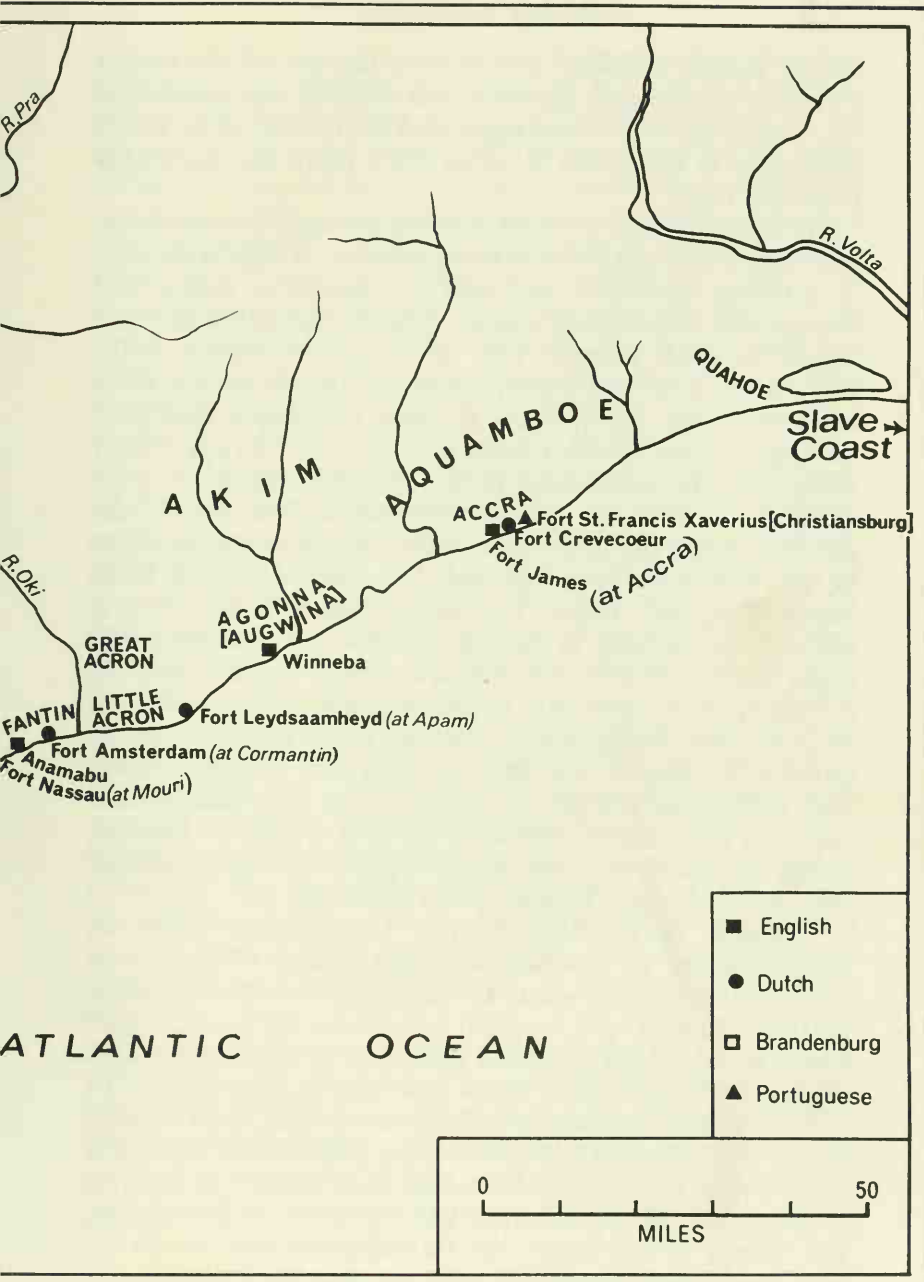 R. Pra
R. Volta
QUAHOE
Slave
Coast
AQUAMBOE
AKIM
ACCRA
Fort St. Francis Xaverius [Christiansburg]
Fort Crevecoeur
Fort James (at Accra)
R. Oki
AGONNA
[AUGWINA]
Winneba
GREAT
ACRON
LITTLE
ACRON
Fort Leydsaamheyd (at Apam)
FANTIN
Fort Amsterdam (at Cormantin)
Anamabu
Fort Nassau (at Mouri)
English
Dutch
Brandenburg
Portuguese
ATLANTIC OCEAN
0 50
MILES